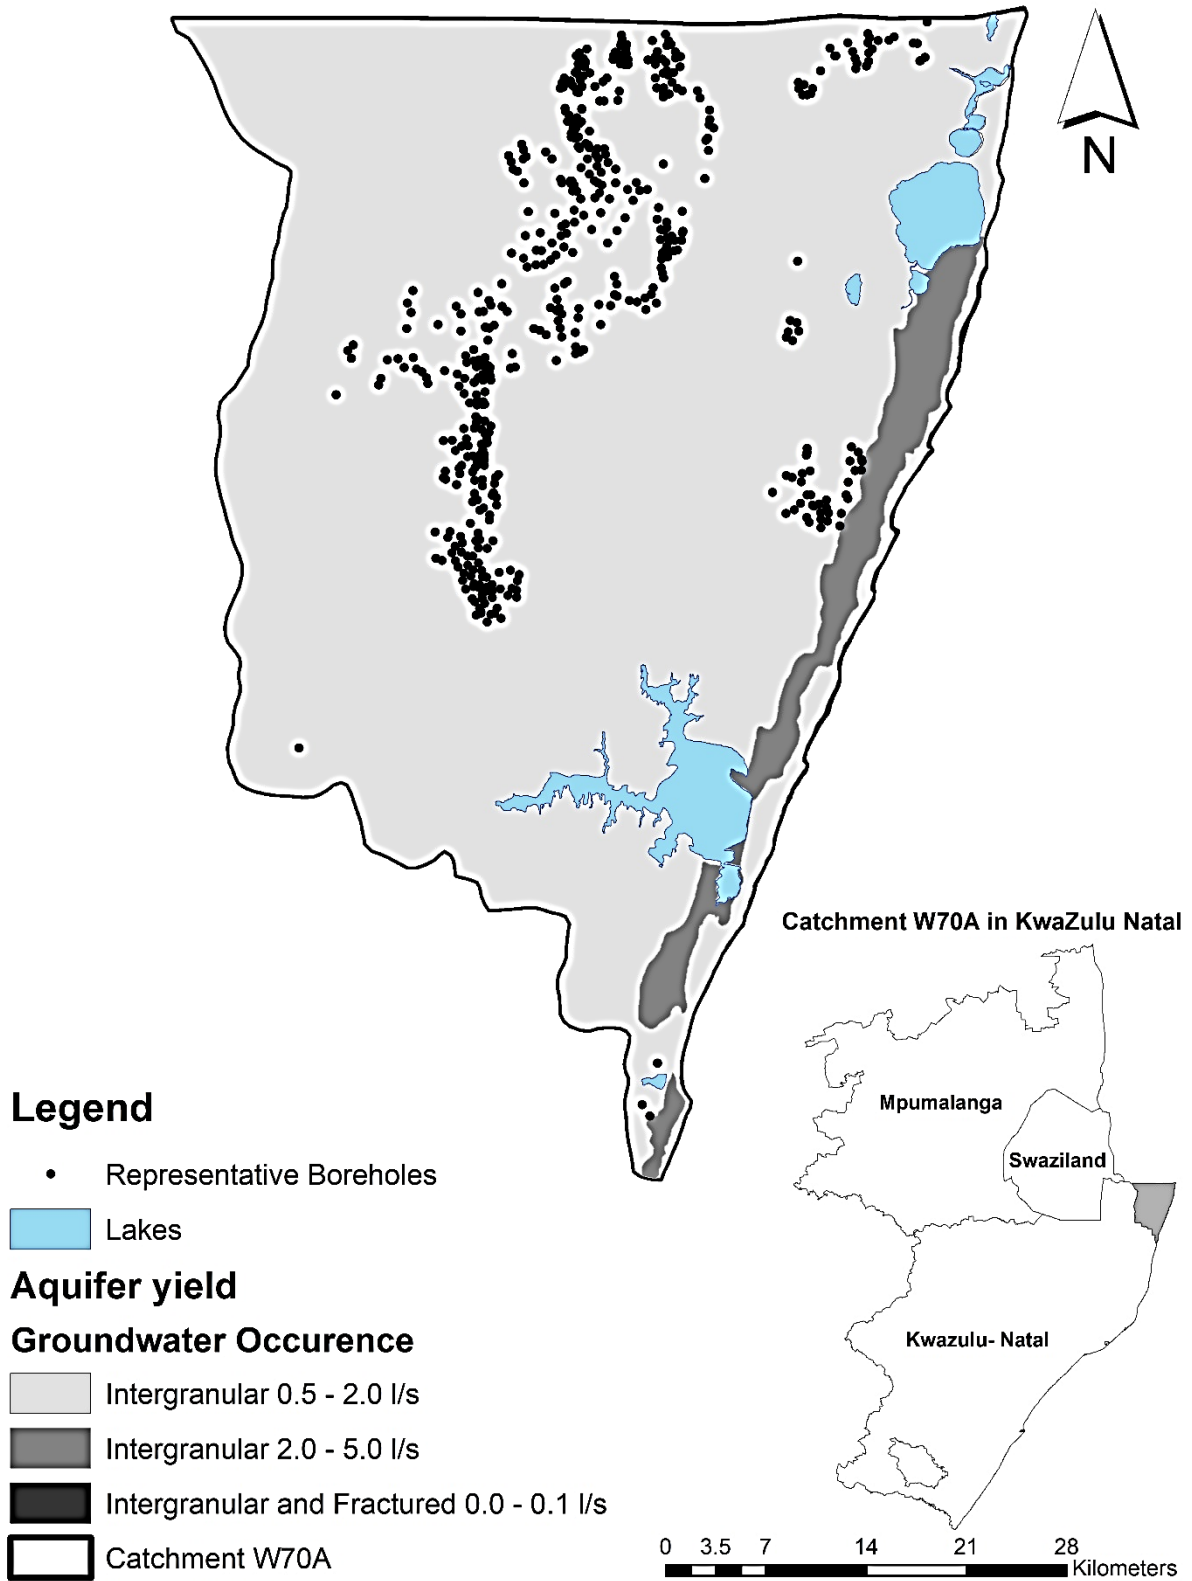 N
Catchment W70A in KwaZulu Natal
Mpumalanga
Swaziland
Kwazulu- Natal
Legend
Representative Boreholes
Lakes
Aquifer yield
Groundwater Occurence
Intergranular 0.5 - 2.0 l/s
Intergranular 2.0 - 5.0 l/s
Intergranular and Fractured 0.0 - 0.1 l/s
Catchment W70A
0 3.5 7 14 21 28
Kilometers